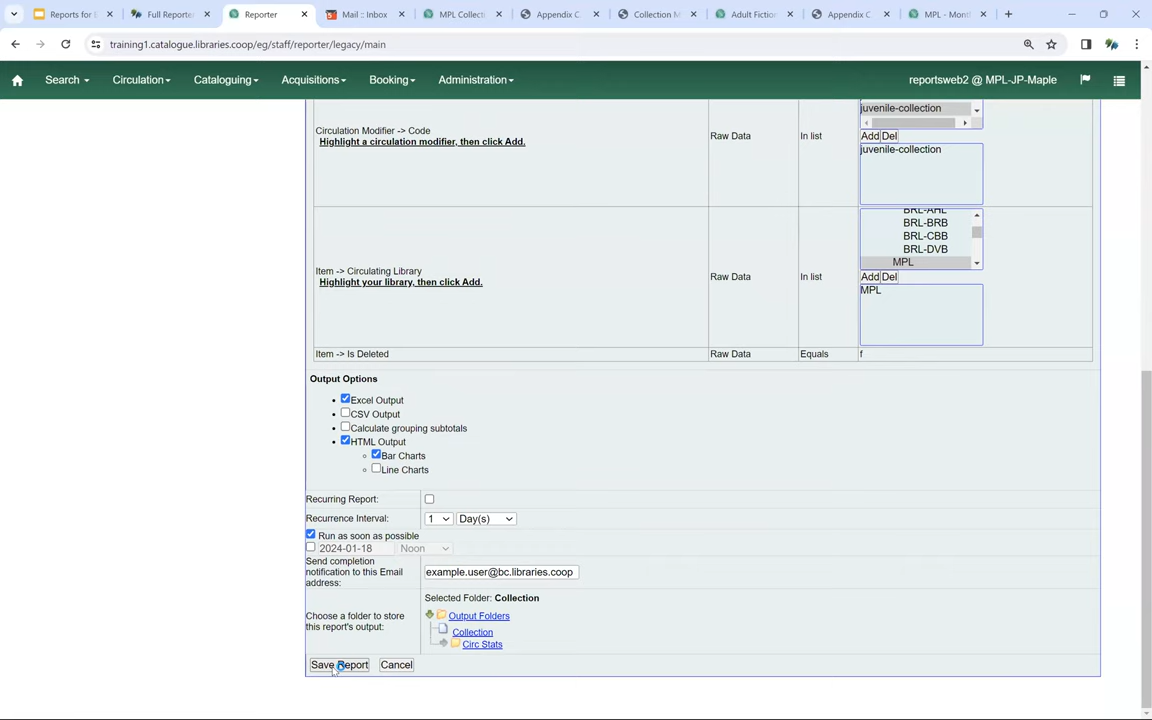 Reports for
Full Reporte
Reporter
Mail :: Inbox
MPL Collecti
Appendix C
Collection M
Adult Fiction
Appendix C
MPL - Mont
training1.catalogue.libraries.coop/eg/staff/reporter/legacy/main
Search Circulation Cataloguing Acquisitions Booking Administration reportsweb2 @ MPL-JP-Maple
juvenile-collection
Circulation Modifier -> Code
Highlight a circulation modifier, then click Add.
Raw Data
In list
Add Del
juvenile-collection
BRL-AHL
BRL-BRB
BRL-CBB
BRL-DVB
MPL
Item -> Circulating Library
Highlight your library, then click Add.
Raw Data
In list
Add Del
MPL
Item -> Is Deleted Raw Data Equals f
Output Options
Excel Output
CSV Output
Calculate grouping subtotals
HTML Output
Bar Charts
Line Charts
Recurring Report:
Recurrence Interval: 1 Day(s)
Run as soon as possible
2024-01-18 Noon
Send completion
notification to this Email
address:
example.user@bc.libraries.coop
Choose a folder to store
this report's output:
Selected Folder: Collection
Output Folders
Collection
Circ Stats
Save Report Cancel